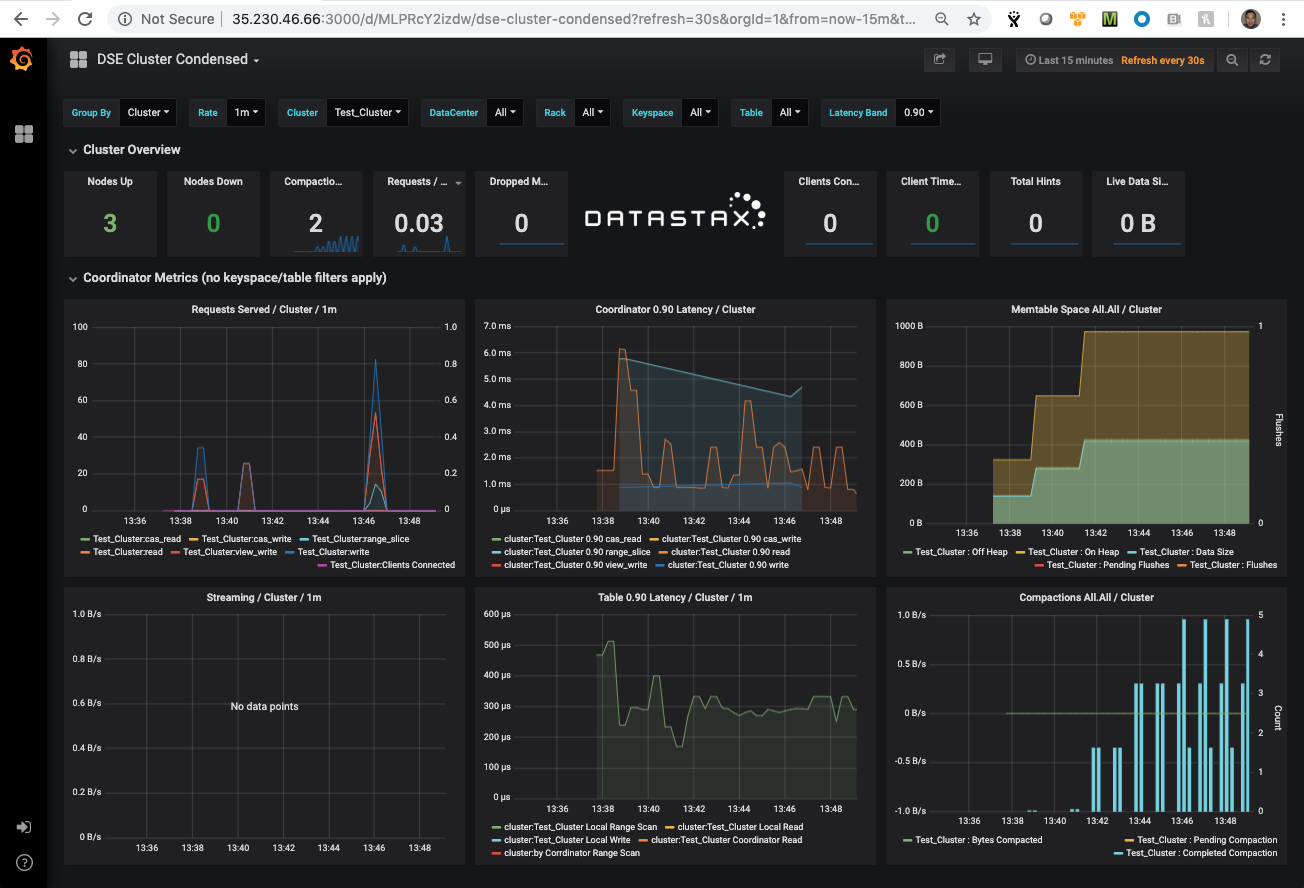 Not Secure | 35.230.46.66:3000/d/MLPRcY2izdw/dse-cluster-condensed?refresh=30s&orgId=1&from=now-15m&t...
DSE Cluster Condensed
Last 15 minutes Refresh every 30s
Group By Cluster Rate 1m Cluster Test_Cluster DataCenter All Rack All Keyspace All Table All Latency Band 0.90
Cluster Overview
Nodes Up Nodes Down Compactio... Requests / ... Dropped M... Clients Con... Client Time... Total Hints Live Data Si...
3 0 2 0.03 0 DATASTAX 0 0 0 0 B
Coordinator Metrics (no keyspace/table filters apply)
Requests Served / Cluster / 1m
100 1.0
80 0.8
60 0.6
40 0.4
20 0.2
0 0
13:36 13:38 13:40 13:42 13:44 13:46 13:48
Test_Cluster:cas_read Test_Cluster:cas_write Test_Cluster:range_slice
Test_Cluster:read Test_Cluster:view_write Test_Cluster:write
Test_Cluster:Clients Connected
Coordinator 0.90 Latency / Cluster
7.0 ms
6.0 ms
5.0 ms
4.0 ms
3.0 ms
2.0 ms
1.0 ms
0 µs
13:36 13:38 13:40 13:42 13:44 13:46 13:48
cluster:Test_Cluster 0.90 cas_read cluster:Test_Cluster 0.90 cas_write
cluster:Test_Cluster 0.90 range_slice cluster:Test_Cluster 0.90 read
cluster:Test_Cluster 0.90 view_write cluster:Test_Cluster 0.90 write
Memtable Space All.All / Cluster
1000 B 1
800 B
600 B
400 B
200 B
0 B 0
Flushes
13:36 13:38 13:40 13:42 13:44 13:46 13:48
Test_Cluster : Off Heap Test_Cluster : On Heap Test_Cluster : Data Size
Test_Cluster : Pending Flushes Test_Cluster : Flushes
Streaming / Cluster / 1m
1.0 B/s
0.8 B/s
0.6 B/s
No data points
0.4 B/s
0.2 B/s
0 B/s
13:36 13:38 13:40 13:42 13:44 13:46 13:48
Table 0.90 Latency / Cluster / 1m
600 µs
500 µs
400 µs
300 µs
200 µs
100 µs
0 µs
13:36 13:38 13:40 13:42 13:44 13:46 13:48
cluster:Test_Cluster Local Range Scan cluster:Test_Cluster Local Read
cluster:Test_Cluster Local Write cluster:Test_Cluster Coordinator Read
cluster:by Corrdinator Range Scan
Compactions All.All / Cluster
1.0 B/s 5
4
0.5 B/s
3
0 B/s
2
-0.5 B/s
1
-1.0 B/s 0
Count
13:36 13:38 13:40 13:42 13:44 13:46 13:48
Test_Cluster : Bytes Compacted Test_Cluster : Pending Compaction
Test_Cluster : Completed Compaction